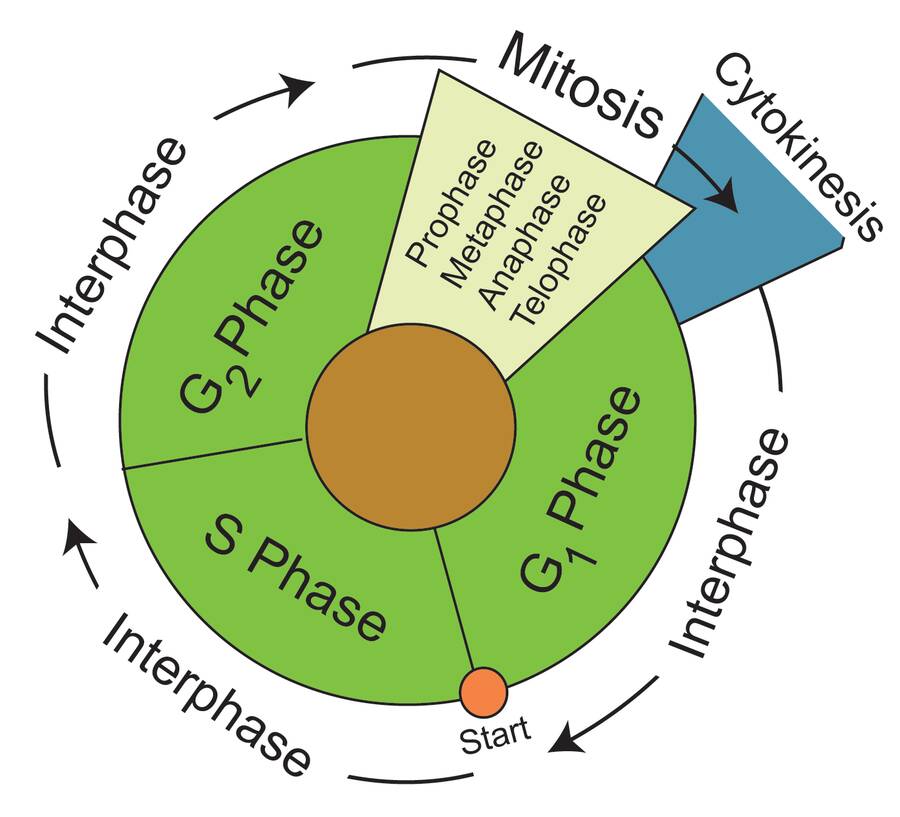 Mitosis
Cytokinesis
Prophase
Metaphase
Anaphase
Telophase
Interphase
G2 Phase
G1 Phase
Interphase
S Phase
Interphase
Start